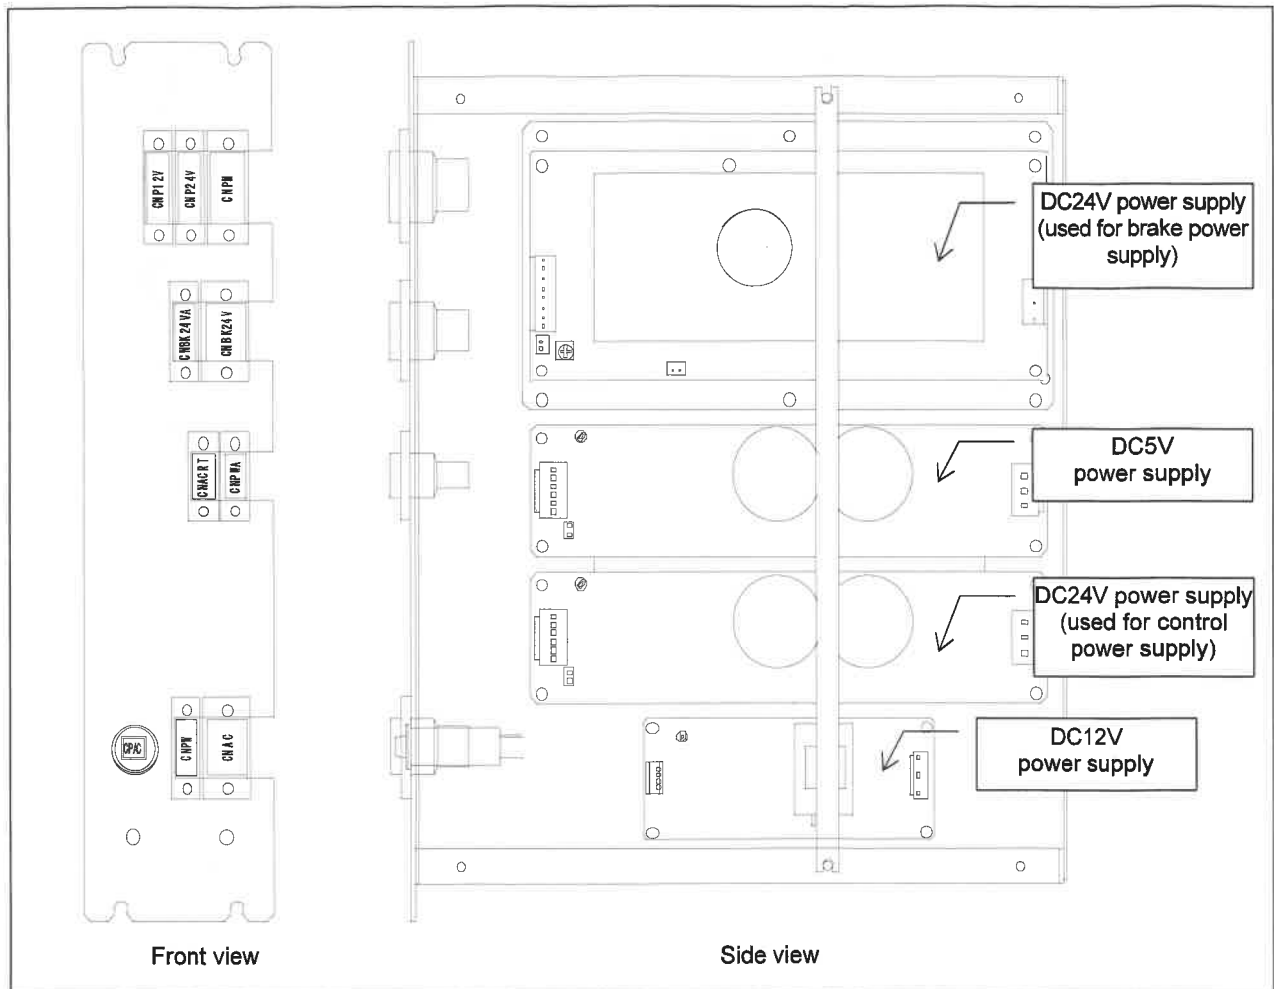 CNP12V
CNP24V
CNPM
CNBK24VA
CNBK24V
CNACRT
CNPWA
CPAC
CNPW
CNAC
DC24V power supply
(used for brake power
supply)
DC5V
power supply
DC24V power supply
(used for control
power supply)
DC12V
power supply
Front view
Side view